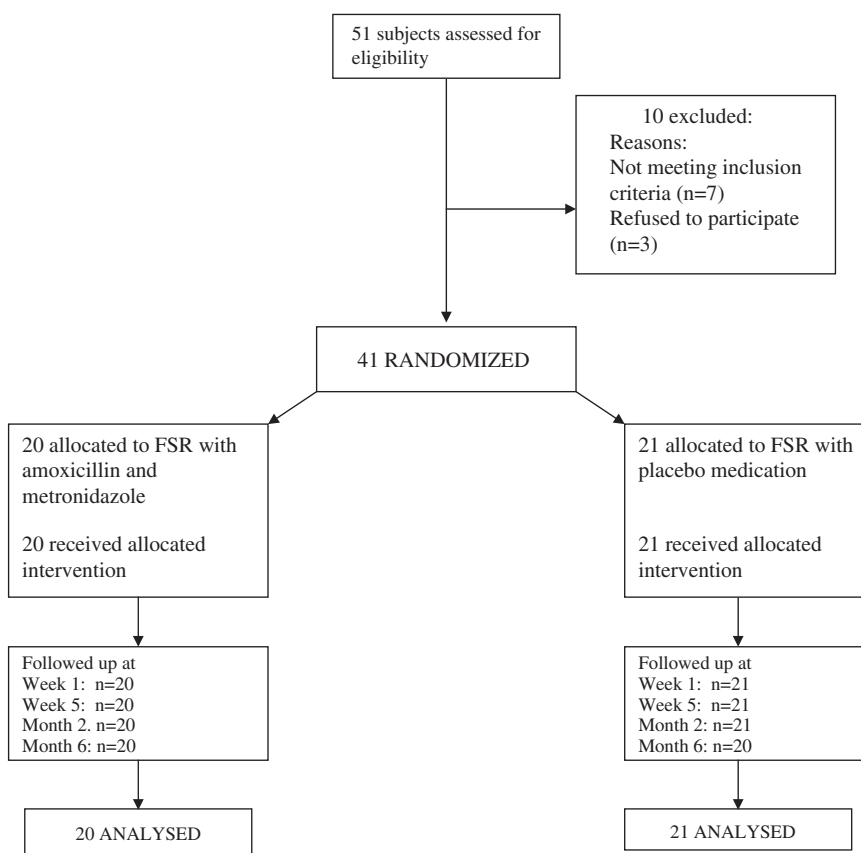 51 subjects assessed for
eligibility
10 excluded:
Reasons:
Not meeting inclusion
criteria (n=7)
Refused to participate
(n=3)
41 RANDOMIZED
20 allocated to FSR with
amoxicillin and
metronidazole
20 received allocated
intervention
21 allocated to FSR with
placebo medication
21 received allocated
intervention
Followed up at
Week 1: n=20
Week 5: n=20
Month 2. n=20
Month 6: n=20
Followed up at
Week 1: n=21
Week 5: n=21
Month 2: n=21
Month 6: n=20
20 ANALYSED
21 ANALYSED